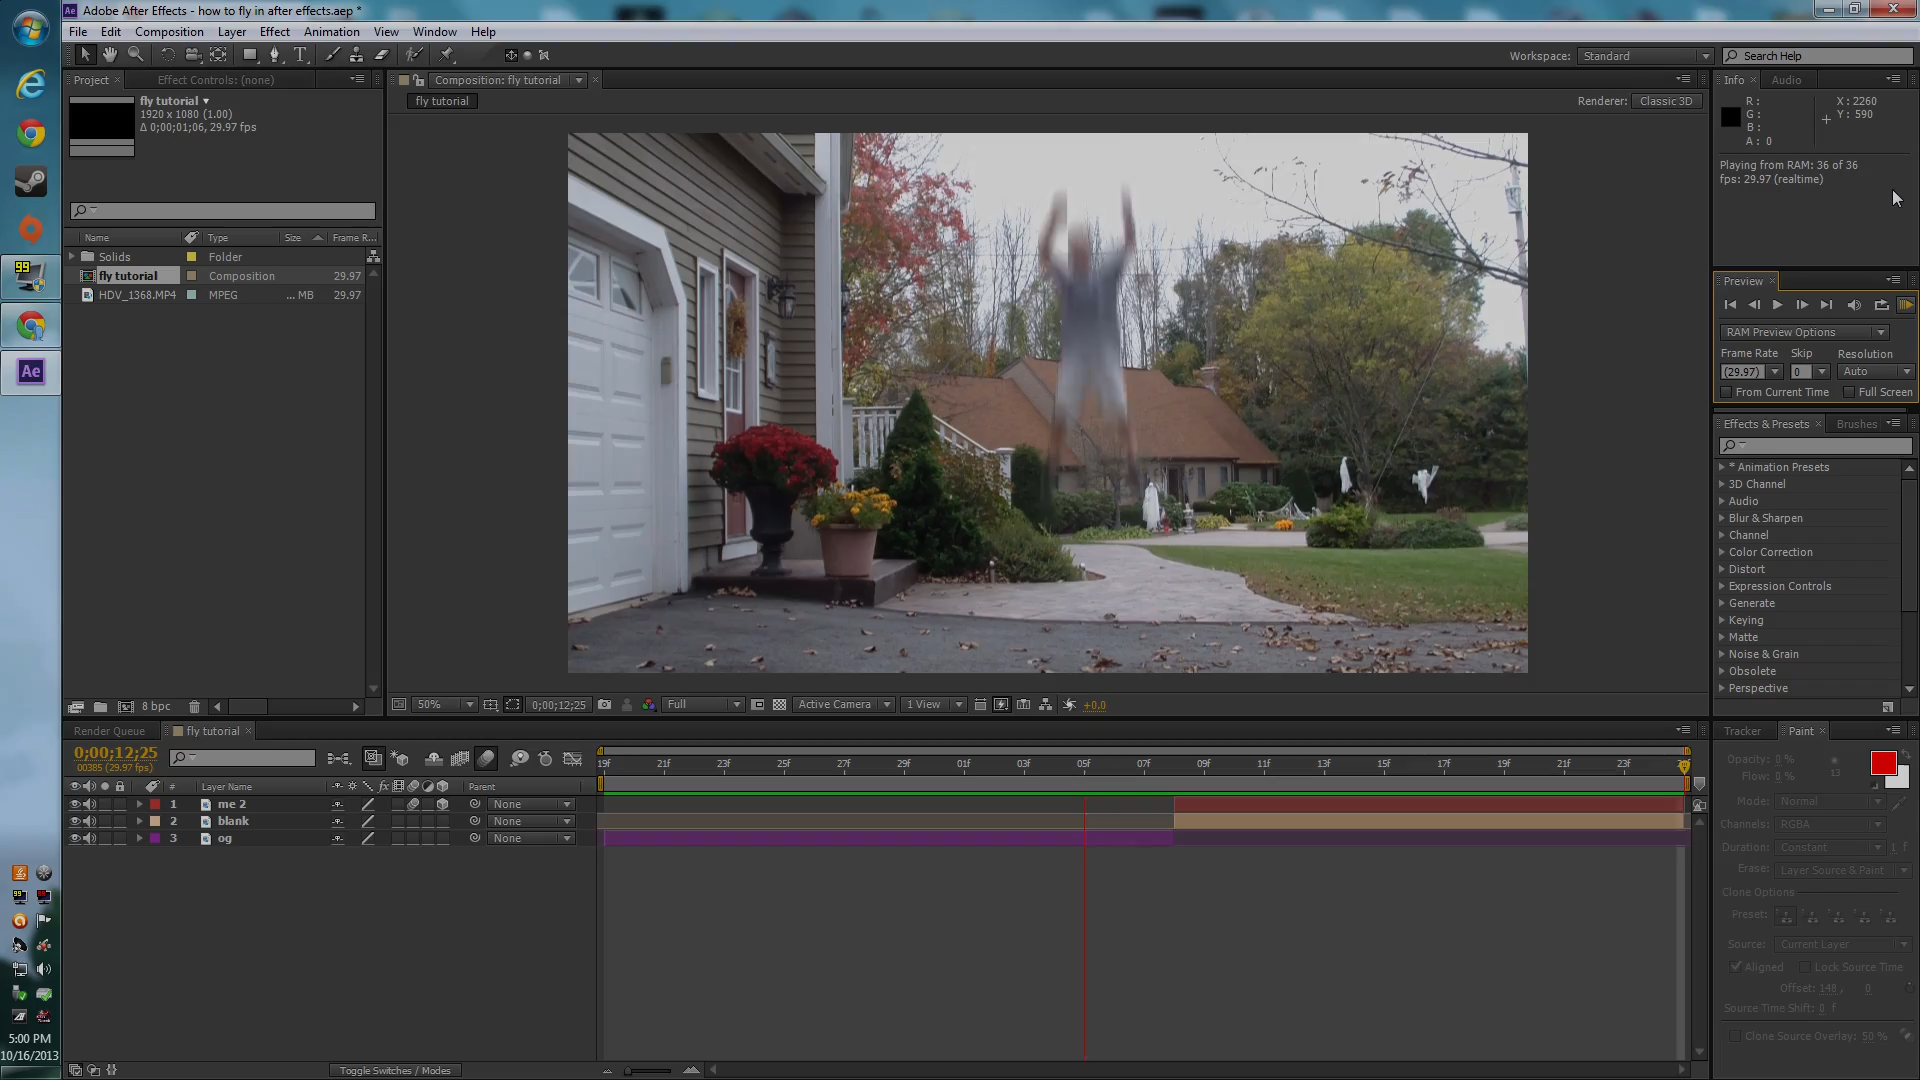 Adobe After Effects - how to fly in after effects.aep *
File Edit Composition Layer Effect Animation View Window Help
Workspace: Standard Search Help
Project Effect Controls: (none)
Composition: fly tutorial
Info Audio
fly tutorial
1920 x 1080 (1.00)
Δ 0;00;01;06, 29.97 fps
fly tutorial
Renderer: Classic 3D
R :
G :
B :
A : 0
X : 2260
Y : 590
Playing from RAM: 36 of 36
fps: 29.97 (realtime)
Name Type Size Frame R...
Solids Folder
fly tutorial Composition 29.97
HDV_1368.MP4 MPEG ... MB 29.97
Preview
RAM Preview Options
Frame Rate Skip Resolution
(29.97) 0 Auto
From Current Time Full Screen
Effects & Presets Brushes
* Animation Presets
3D Channel
Audio
Blur & Sharpen
Channel
Color Correction
Distort
Expression Controls
Generate
Keying
Matte
Noise & Grain
Obsolete
Perspective
8 bpc
50% 0;00;12;25 Full Active Camera 1 View +0.0
Render Queue fly tutorial
0;00;12;25
00385 (29.97 fps)
19f 21f 23f 25f 27f 29f 01f 03f 05f 07f 09f 11f 13f 15f 17f 19f 21f 23f
# Layer Name fx Parent
1 me 2 None
2 blank None
3 og None
Toggle Switches / Modes
Tracker Paint
Opacity: 0 %
Flow: 0 %
13
Mode: Normal
Channels: RGBA
Duration: Constant 1 f
Erase: Layer Source & Paint
Clone Options
Preset:
Source: Current Layer
Aligned Lock Source Time
Offset: 148 , 0
Source Time Shift: 0 f
Clone Source Overlay: 50 %
Ae
99
5:00 PM
10/16/2013